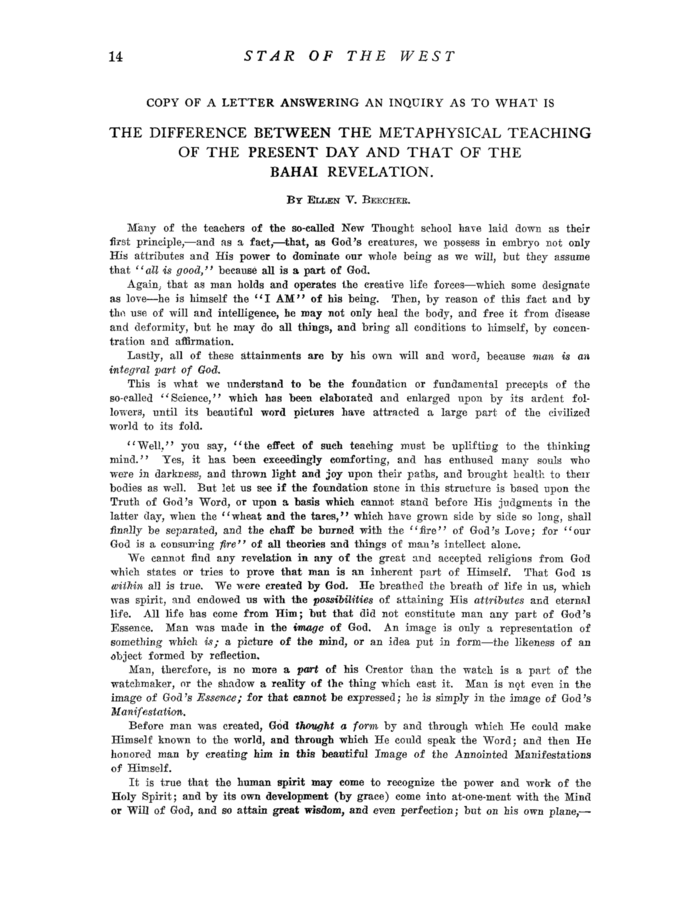 14 STAR OF THE WEST
COPY OF A LETTER ANSWERING AN INQUIRY AS TO WHAT IS
THE DIFFERENCE BETWEEN THE METAPHYSICAL TEACHING
OF THE PRESENT DAY AND THAT OF THE
BAHAI REVELATION.
BY ELLEN V. BEECHER.
Many of the teachers of the so-called New Thought school have laid down as their
first principle,—and as a fact,—that, as God's creatures, we possess in embryo not only
His attributes and His power to dominate our whole being as we will, but they assume
that "all is good," because all is a part of God.
Again, that as man holds and operates the creative life forces—which some designate
as love—he is himself the "I AM" of his being. Then, by reason of this fact and by
the use of will and intelligence, he may not only heal the body, and free it from disease
and deformity, but he may do all things, and bring all conditions to himself, by concen-
tration and affirmation.
Lastly, all of these attainments are by his own will and word, because man is an
integral part of God.
This is what we understand to be the foundation or fundamental precepts of the
so-called "Science," which has been elaborated and enlarged upon by its ardent fol-
lowers, until its beautiful word pictures have attracted a large part of the civilized
world to its fold.
"Well," you say, "the effect of such teaching must be uplifting to the thinking
mind." Yes, it has been exceedingly comforting, and has enthused many souls who
were in darkness, and thrown light and joy upon their paths, and brought health to their
bodies as well. But let us see if the foundation stone in this structure is based upon the
Truth of God's Word, or upon a basis which cannot stand before His judgments in the
latter day, when the "wheat and the tares," which have grown side by side so long, shall
finally be separated, and the chaff be burned with the "fire" of God's Love; for "our
God is a consuming fire" of all theories and things of man's intellect alone.
We cannot find any revelation in any of the great and accepted religions from God
which states or tries to prove that man is an inherent part of Himself. That God is
within all is true. We were created by God. He breathed the breath of life in us, which
was spirit, and endowed us with the possibilities of attaining His attributes and eternal
life. All life has come from Him; but that did not constitute man any part of God's
Essence. Man was made in the image of God. An image is only a representation of
something which is; a picture of the mind, or an idea put in form—the likeness of an
object formed by reflection.
Man, therefore, is no more a part of his Creator than the watch is a part of the
watchmaker, or the shadow a reality of the thing which cast it. Man is not even in the
image of God's Essence; for that cannot be expressed; he is simply in the image of God's
Manifestation.
Before man was created, God thought a form by and through which He could make
Himself known to the world, and through which He could speak the Word; and then He
honored man by creating him in this beautiful Image of the Annointed Manifestations
of Himself.
It is true that the human spirit may come to recognize the power and work of the
Holy Spirit; and by its own development (by grace) come into at-one-ment with the Mind
or Will of God, and so attain great wisdom, and even perfection; but on his own plane,—